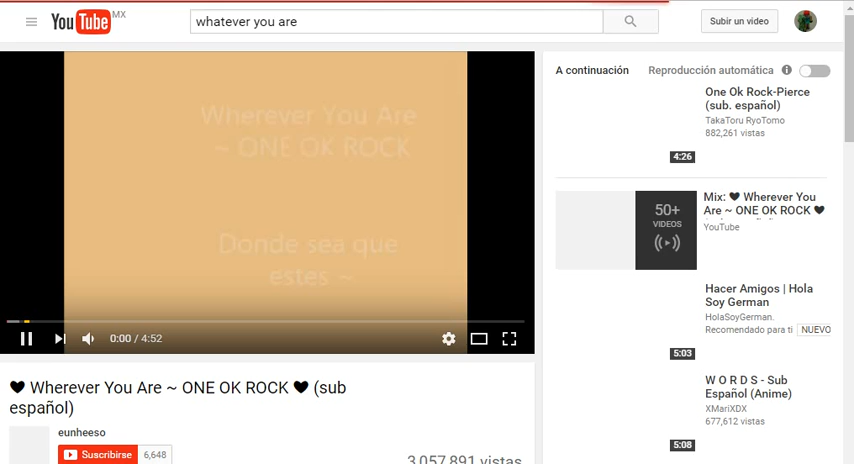 YouTube MX
whatever you are
Subir un video
Wherever You Are
~ ONE OK ROCK
Donde sea que
estes ~
0:00 / 4:52
♥ Wherever You Are ~ ONE OK ROCK ♥ (sub
español)
eunheeso
Suscribirse 6,648
3,057,891 vistas
A continuación Reproducción automática
One Ok Rock-Pierce
(sub. español)
TakaToru RyoTomo
882,261 vistas
4:26
50+
VIDEOS
Mix: ♥ Wherever You
Are ~ ONE OK ROCK ♥
YouTube
Hacer Amigos | Hola
Soy German
HolaSoyGerman.
Recomendado para ti NUEVO
5:03
W O R D S - Sub
Español (Anime)
XMariXDX
677,612 vistas
5:08